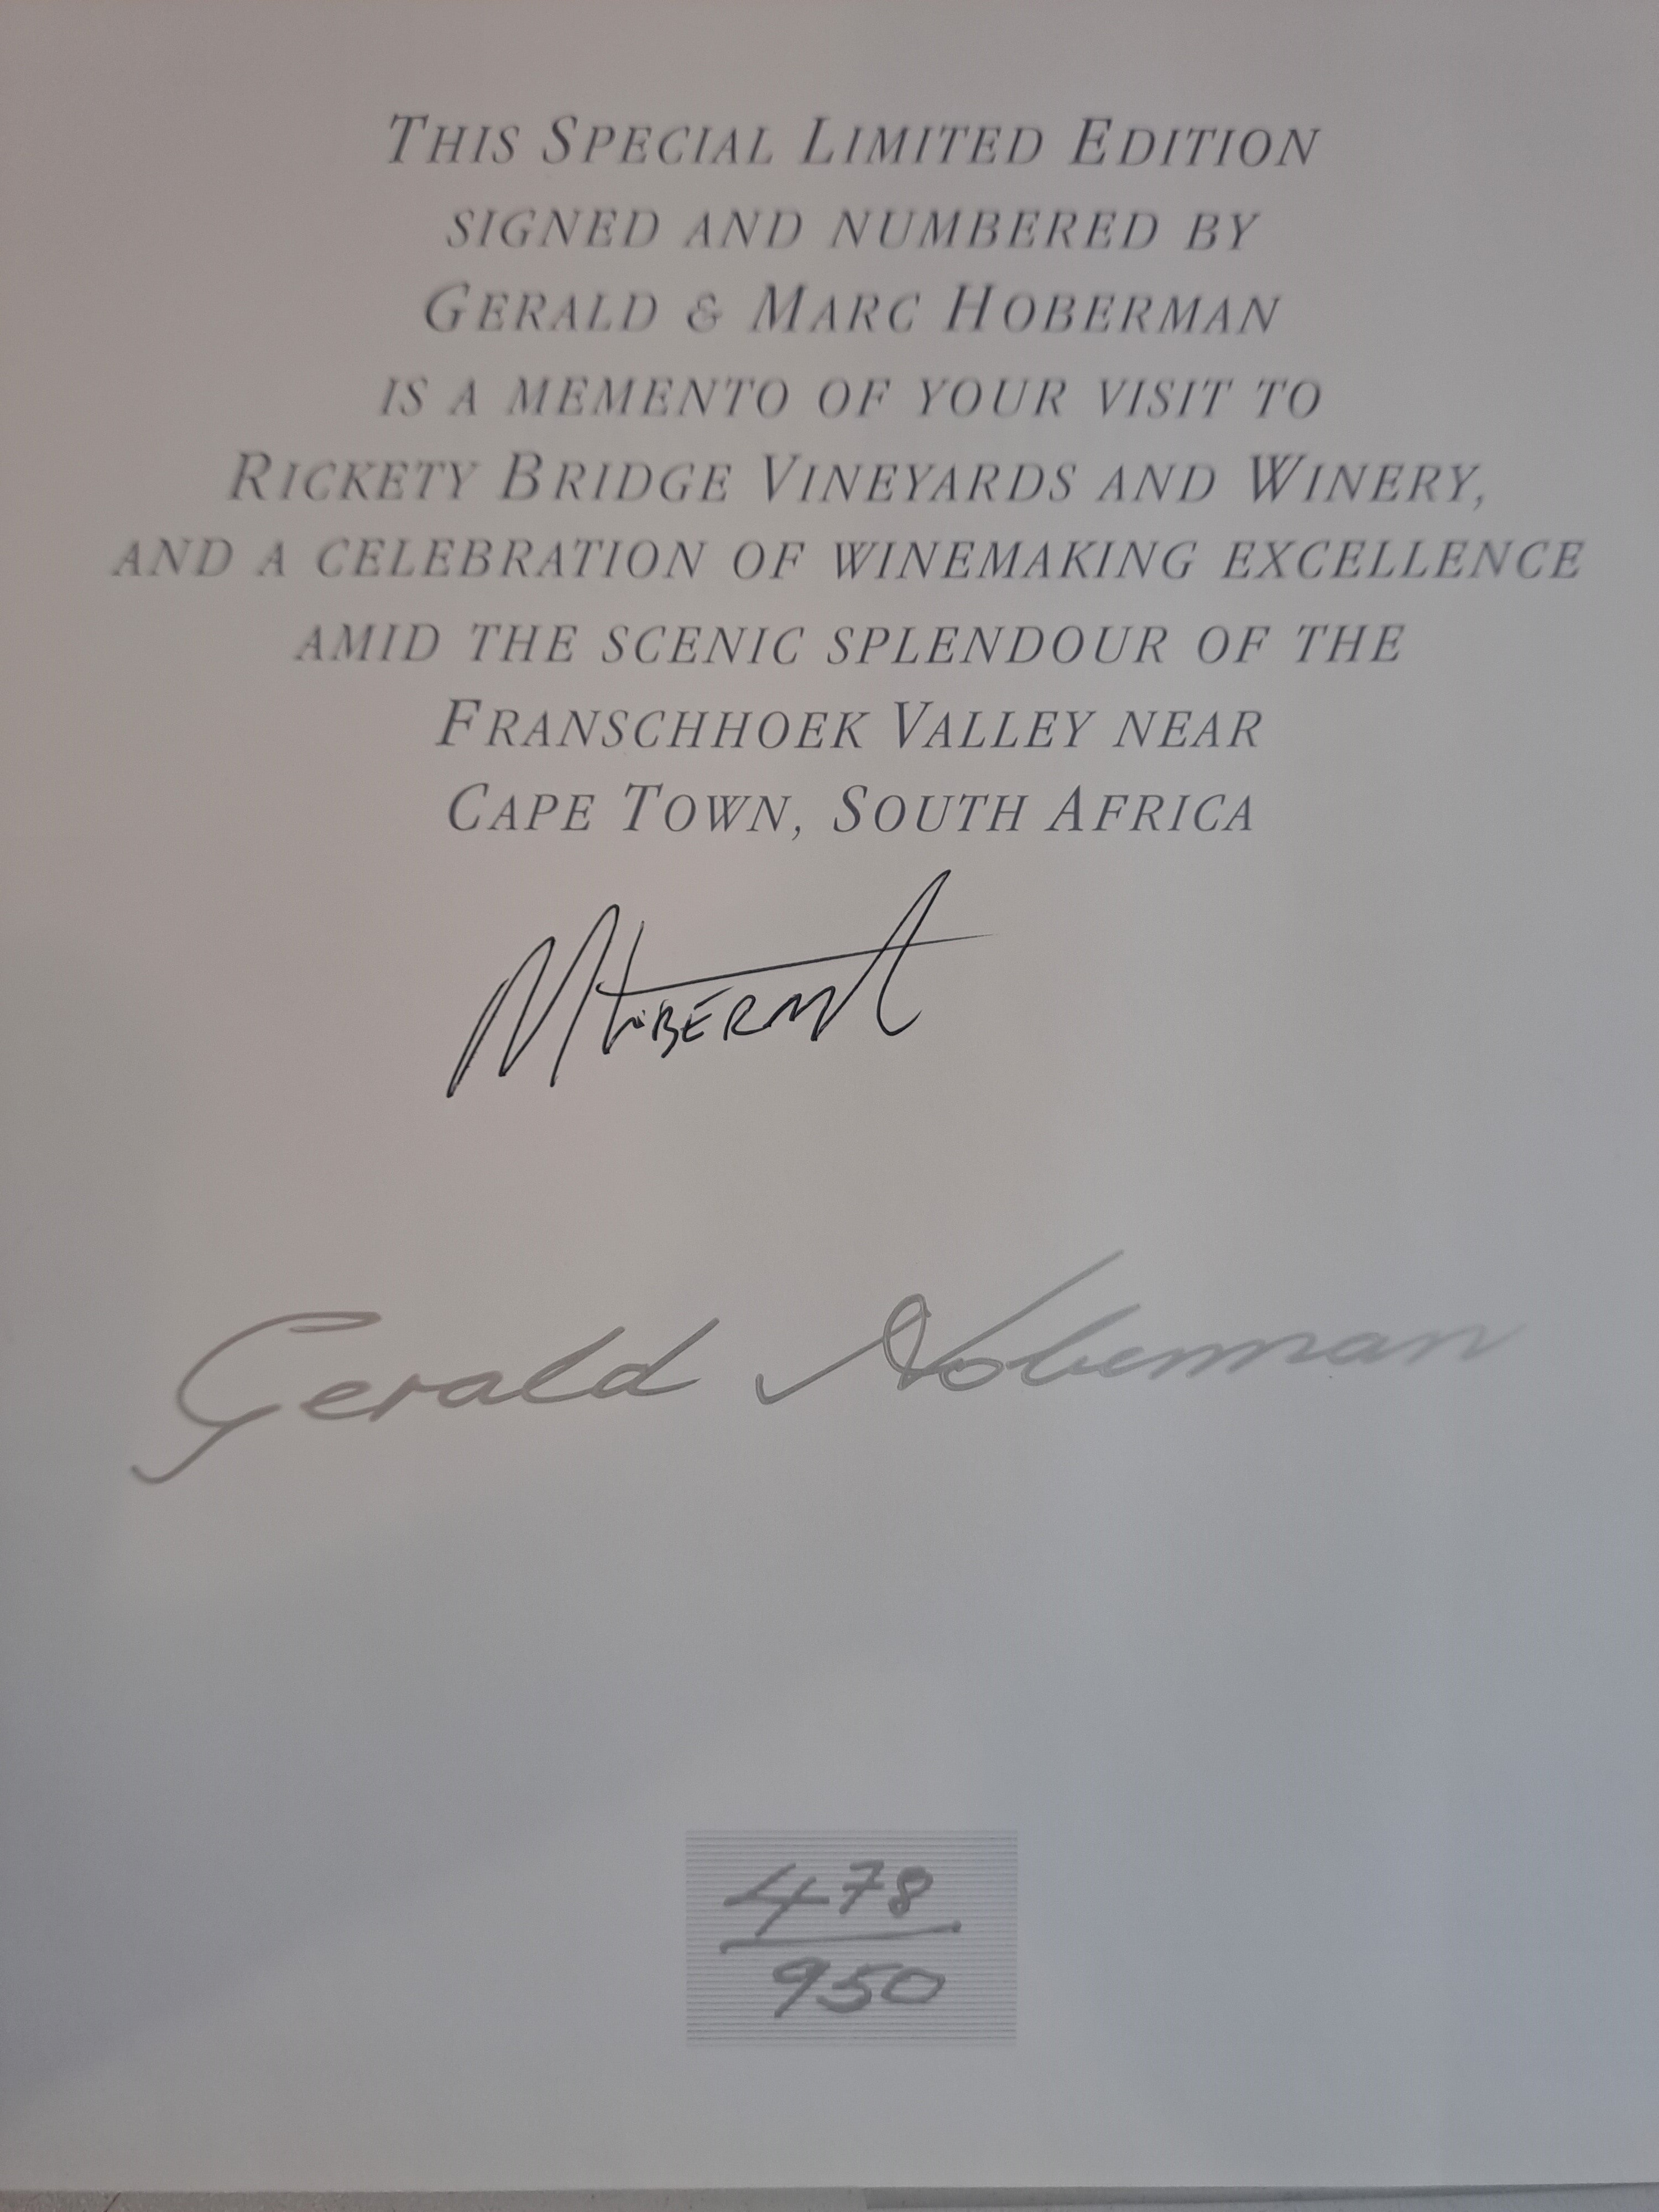 THIS SPECIAL LIMITED EDITION
SIGNED AND NUMBERED BY
GERALD & MARC HOBERMAN
IS A MEMENTO OF YOUR VISIT TO
RICKETY BRIDGE VINEYARDS AND WINERY,
AND A CELEBRATION OF WINEMAKING EXCELLENCE
AMID THE SCENIC SPLENDOUR OF THE
FRANSCHHOEK VALLEY NEAR
CAPE TOWN, SOUTH AFRICA
MHOBERMAN
Gerald Hoberman
478
950